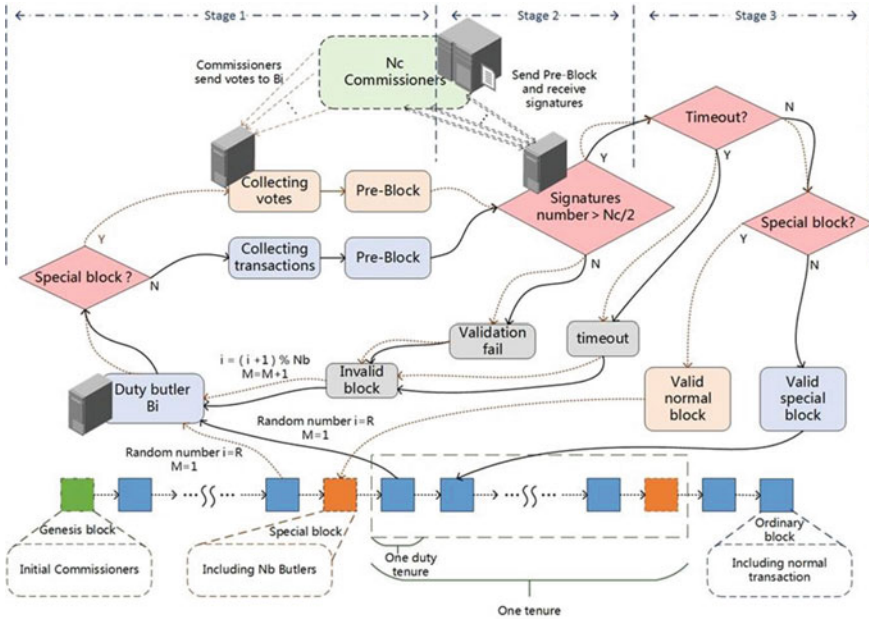 Stage 1
Stage 2
Stage 3
Commissioners
send votes to Bi
Nc
Commissioners
Send Pre-Block
and receive
signatures
Timeout?
N
Y
Y
Collecting
votes
Pre-Block
Signatures
number > Nc/2
Special block?
Y
N
Y
Collecting
transactions
Pre-Block
Special block ?
N
N
Validation
fail
timeout
i = ( i +1 ) % Nb
M=M+1
Invalid
block
Duty butler
Bi
Valid
normal
block
Valid
special
block
Random number i=R
M=1
Random number i=R
M=1
Genesis block
Special block
Ordinary
block
Initial Commissioners
Including Nb Butlers
One duty
tenure
Including normal
transaction
One tenure